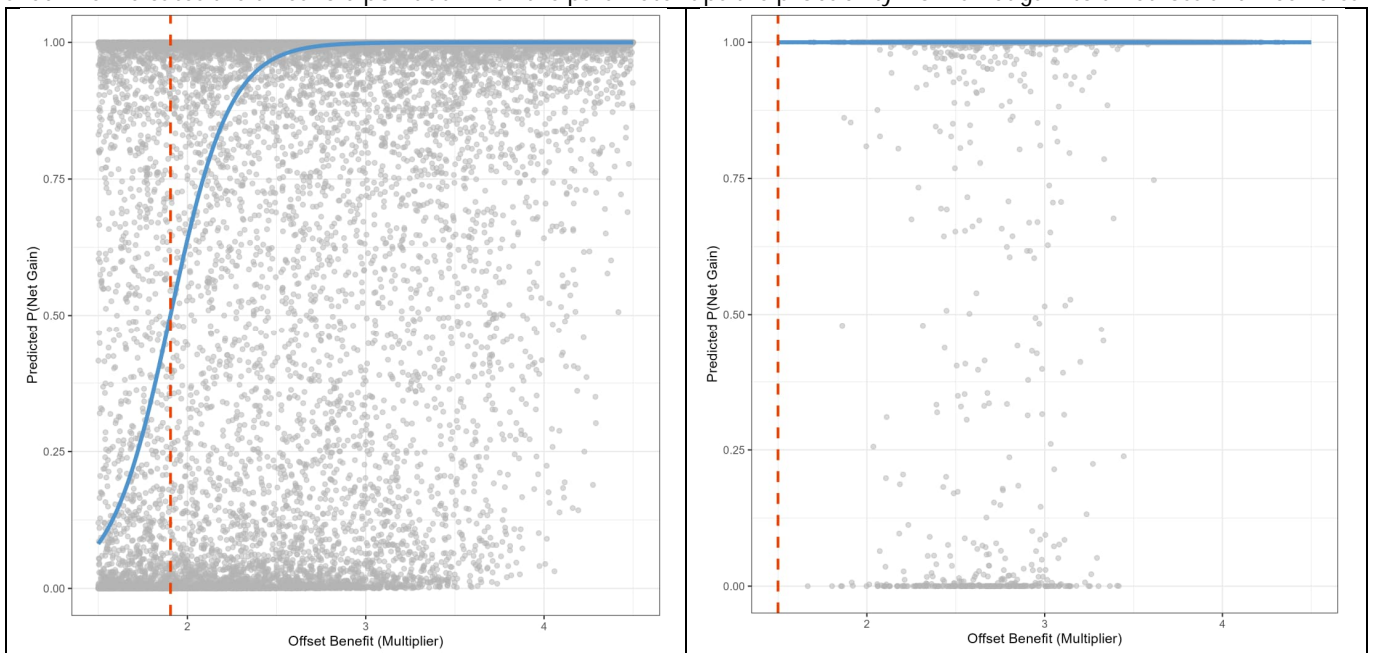 1.00
0.75
0.50
0.25
0.00
Predicted P(Net Gain)
2 3 4
Offset Benefit (Multiplier)
1.00
0.75
0.50
0.25
0.00
Predicted P(Net Gain)
2 3 4
Offset Benefit (Multiplier)